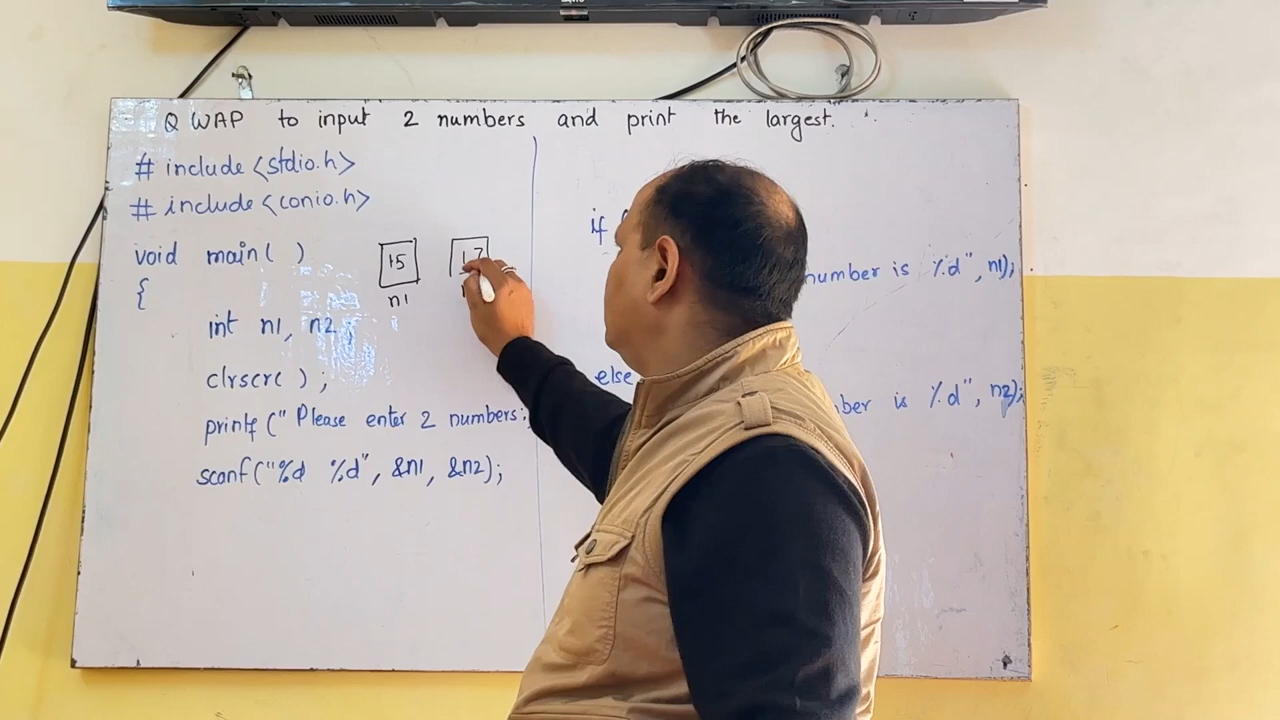 Q WAP to input 2 numbers and print the largest.
# include <stdio.h>
# include <conio.h>
void main( )
{
15
17
n1
int n1, n2 ;
clrscr( ) ;
printf (" Please enter 2 numbers:
scanf("%d %d", &n1, &n2);
if (
number is %d", n1);
else
is %d", n2);